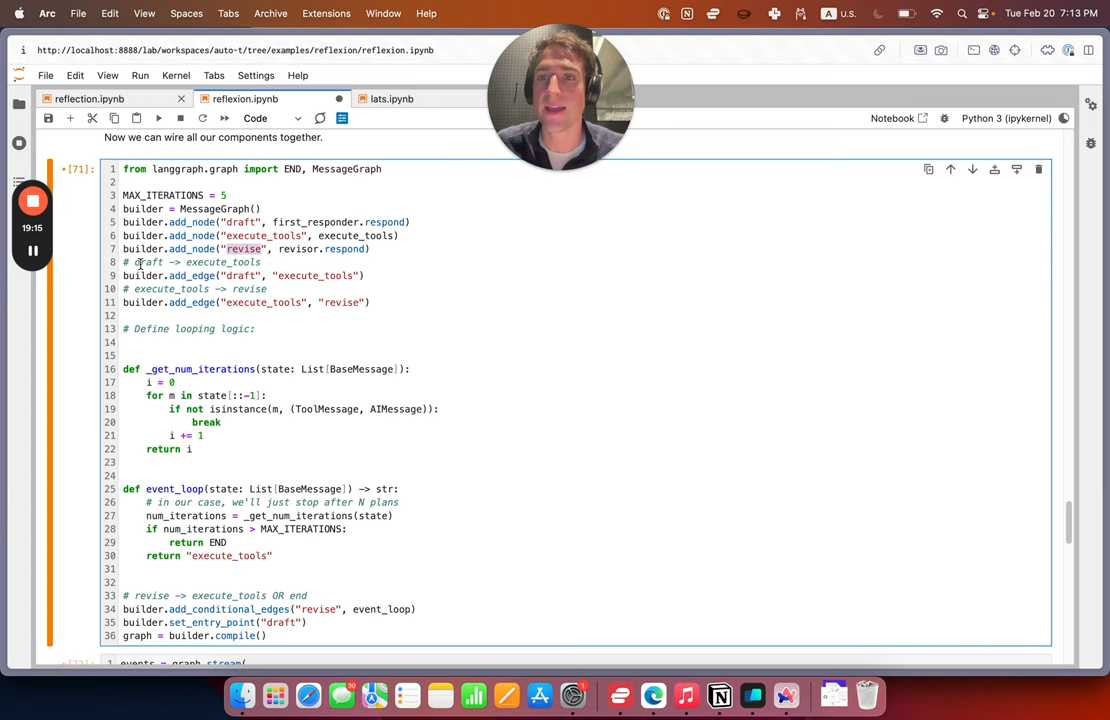 Arc File Edit View Spaces Tabs Archive Extensions Window Help A U.S. Tue Feb 20 7:13 PM
http://localhost:8888/lab/workspaces/auto-t/tree/examples/reflexion/reflexion.ipynb
File Edit View Run Kernel Tabs Settings Help
reflection.ipynb reflexion.ipynb lats.ipynb
Code Notebook Python 3 (ipykernel)
Now we can wire all our components together.
[71]: 1 from langgraph.graph import END, MessageGraph
2
3 MAX_ITERATIONS = 5
4 builder = MessageGraph()
5 builder.add_node("draft", first_responder.respond)
6 builder.add_node("execute_tools", execute_tools)
7 builder.add_node("revise", revisor.respond)
8 # draft -> execute_tools
9 builder.add_edge("draft", "execute_tools")
10 # execute_tools -> revise
11 builder.add_edge("execute_tools", "revise")
12
13 # Define looping logic:
14
15
16 def _get_num_iterations(state: List[BaseMessage]):
17 i = 0
18 for m in state[::-1]:
19 if not isinstance(m, (ToolMessage, AIMessage)):
20 break
21 i += 1
22 return i
23
24
25 def event_loop(state: List[BaseMessage]) -> str:
26 # in our case, we'll just stop after N plans
27 num_iterations = _get_num_iterations(state)
28 if num_iterations > MAX_ITERATIONS:
29 return END
30 return "execute_tools"
31
32
33 # revise -> execute_tools OR end
34 builder.add_conditional_edges("revise", event_loop)
35 builder.set_entry_point("draft")
36 graph = builder.compile()
[72]: 1 events = graph.stream(
19:15